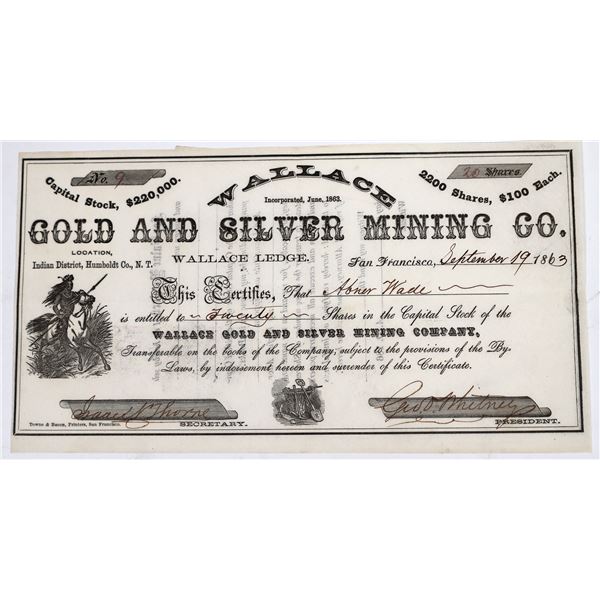 No. 9
20 Shares
Capital Stock, $220,000.
WALLACE
2200 Shares, $100 Each.
Incorporated, June, 1863.
GOLD AND SILVER MINING CO.
LOCATION,
Indian District, Humboldt Co., N. T.
WALLACE LEDGE.
San Francisco, September 19 1863
This Certifies, That Abner Wade
is entitled to Twenty Shares in the Capital Stock of the
WALLACE GOLD AND SILVER MINING COMPANY,
Transferable on the books of the Company, subject to the provisions of the By-
Laws, by indorsement hereon and surrender of this Certificate.
Thorne
Geo. Whitney
Towne & Bacon, Printers, San Francisco.
SECRETARY.
PRESIDENT.